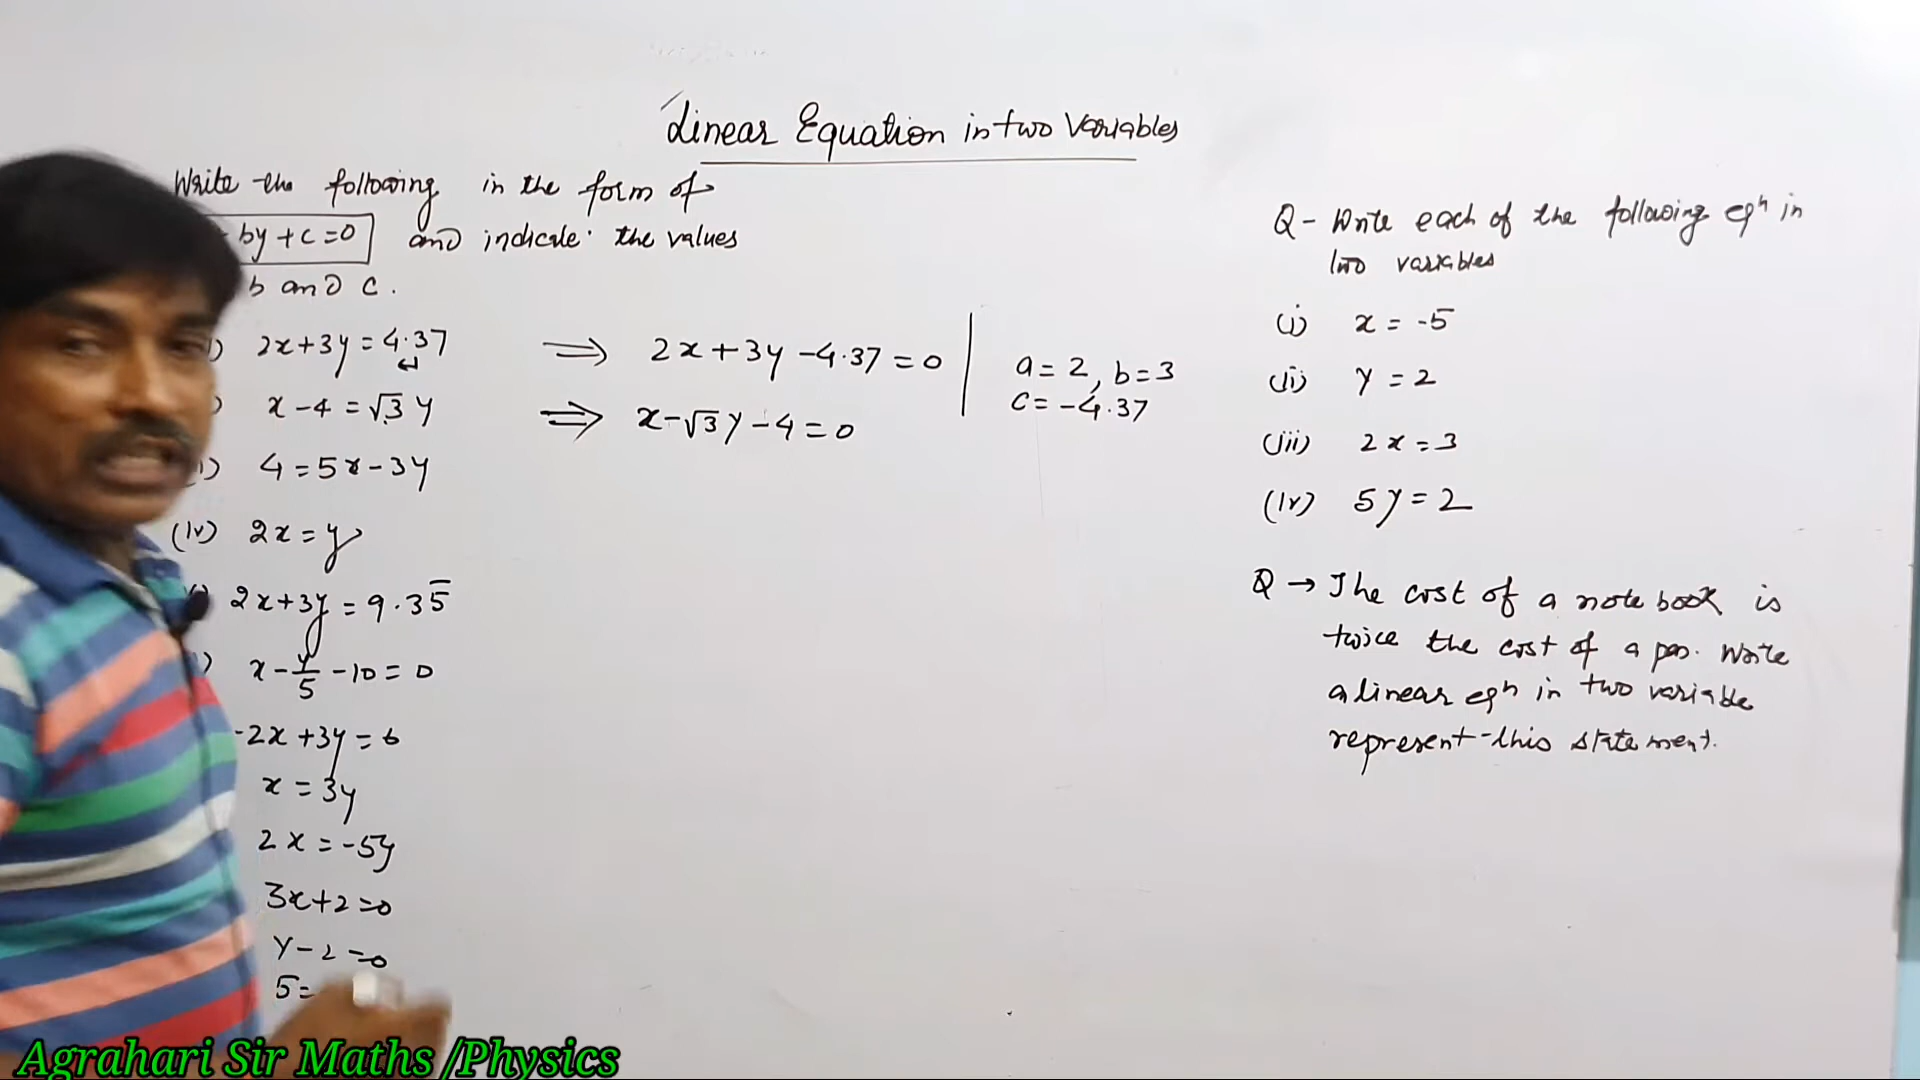 Linear Equation in two Variables
Write the following in the form of
by + c = 0 and indicate the values
b and c.
) 2x + 3y = 4.37 ⇒ 2x + 3y - 4.37 = 0 a = 2, b = 3
c = -4.37
) x - 4 = √3 y ⇒ x - √3 y - 4 = 0
) 4 = 5x - 3y
(iv) 2x = y
) 2x + 3y = 9.35̅
) x - y/5 - 10 = 0
-2x + 3y = 6
x = 3y
2x = -5y
3x + 2 = 0
y - 2 = 0
5 =
Q - Write each of the following eqn in
two variables
(i) x = -5
(ii) y = 2
(iii) 2x = 3
(iv) 5y = 2
Q → The cost of a note book is
twice the cost of a pen. Write
a linear eqn in two variable
represent this statement.
Agrahari Sir Maths /Physics